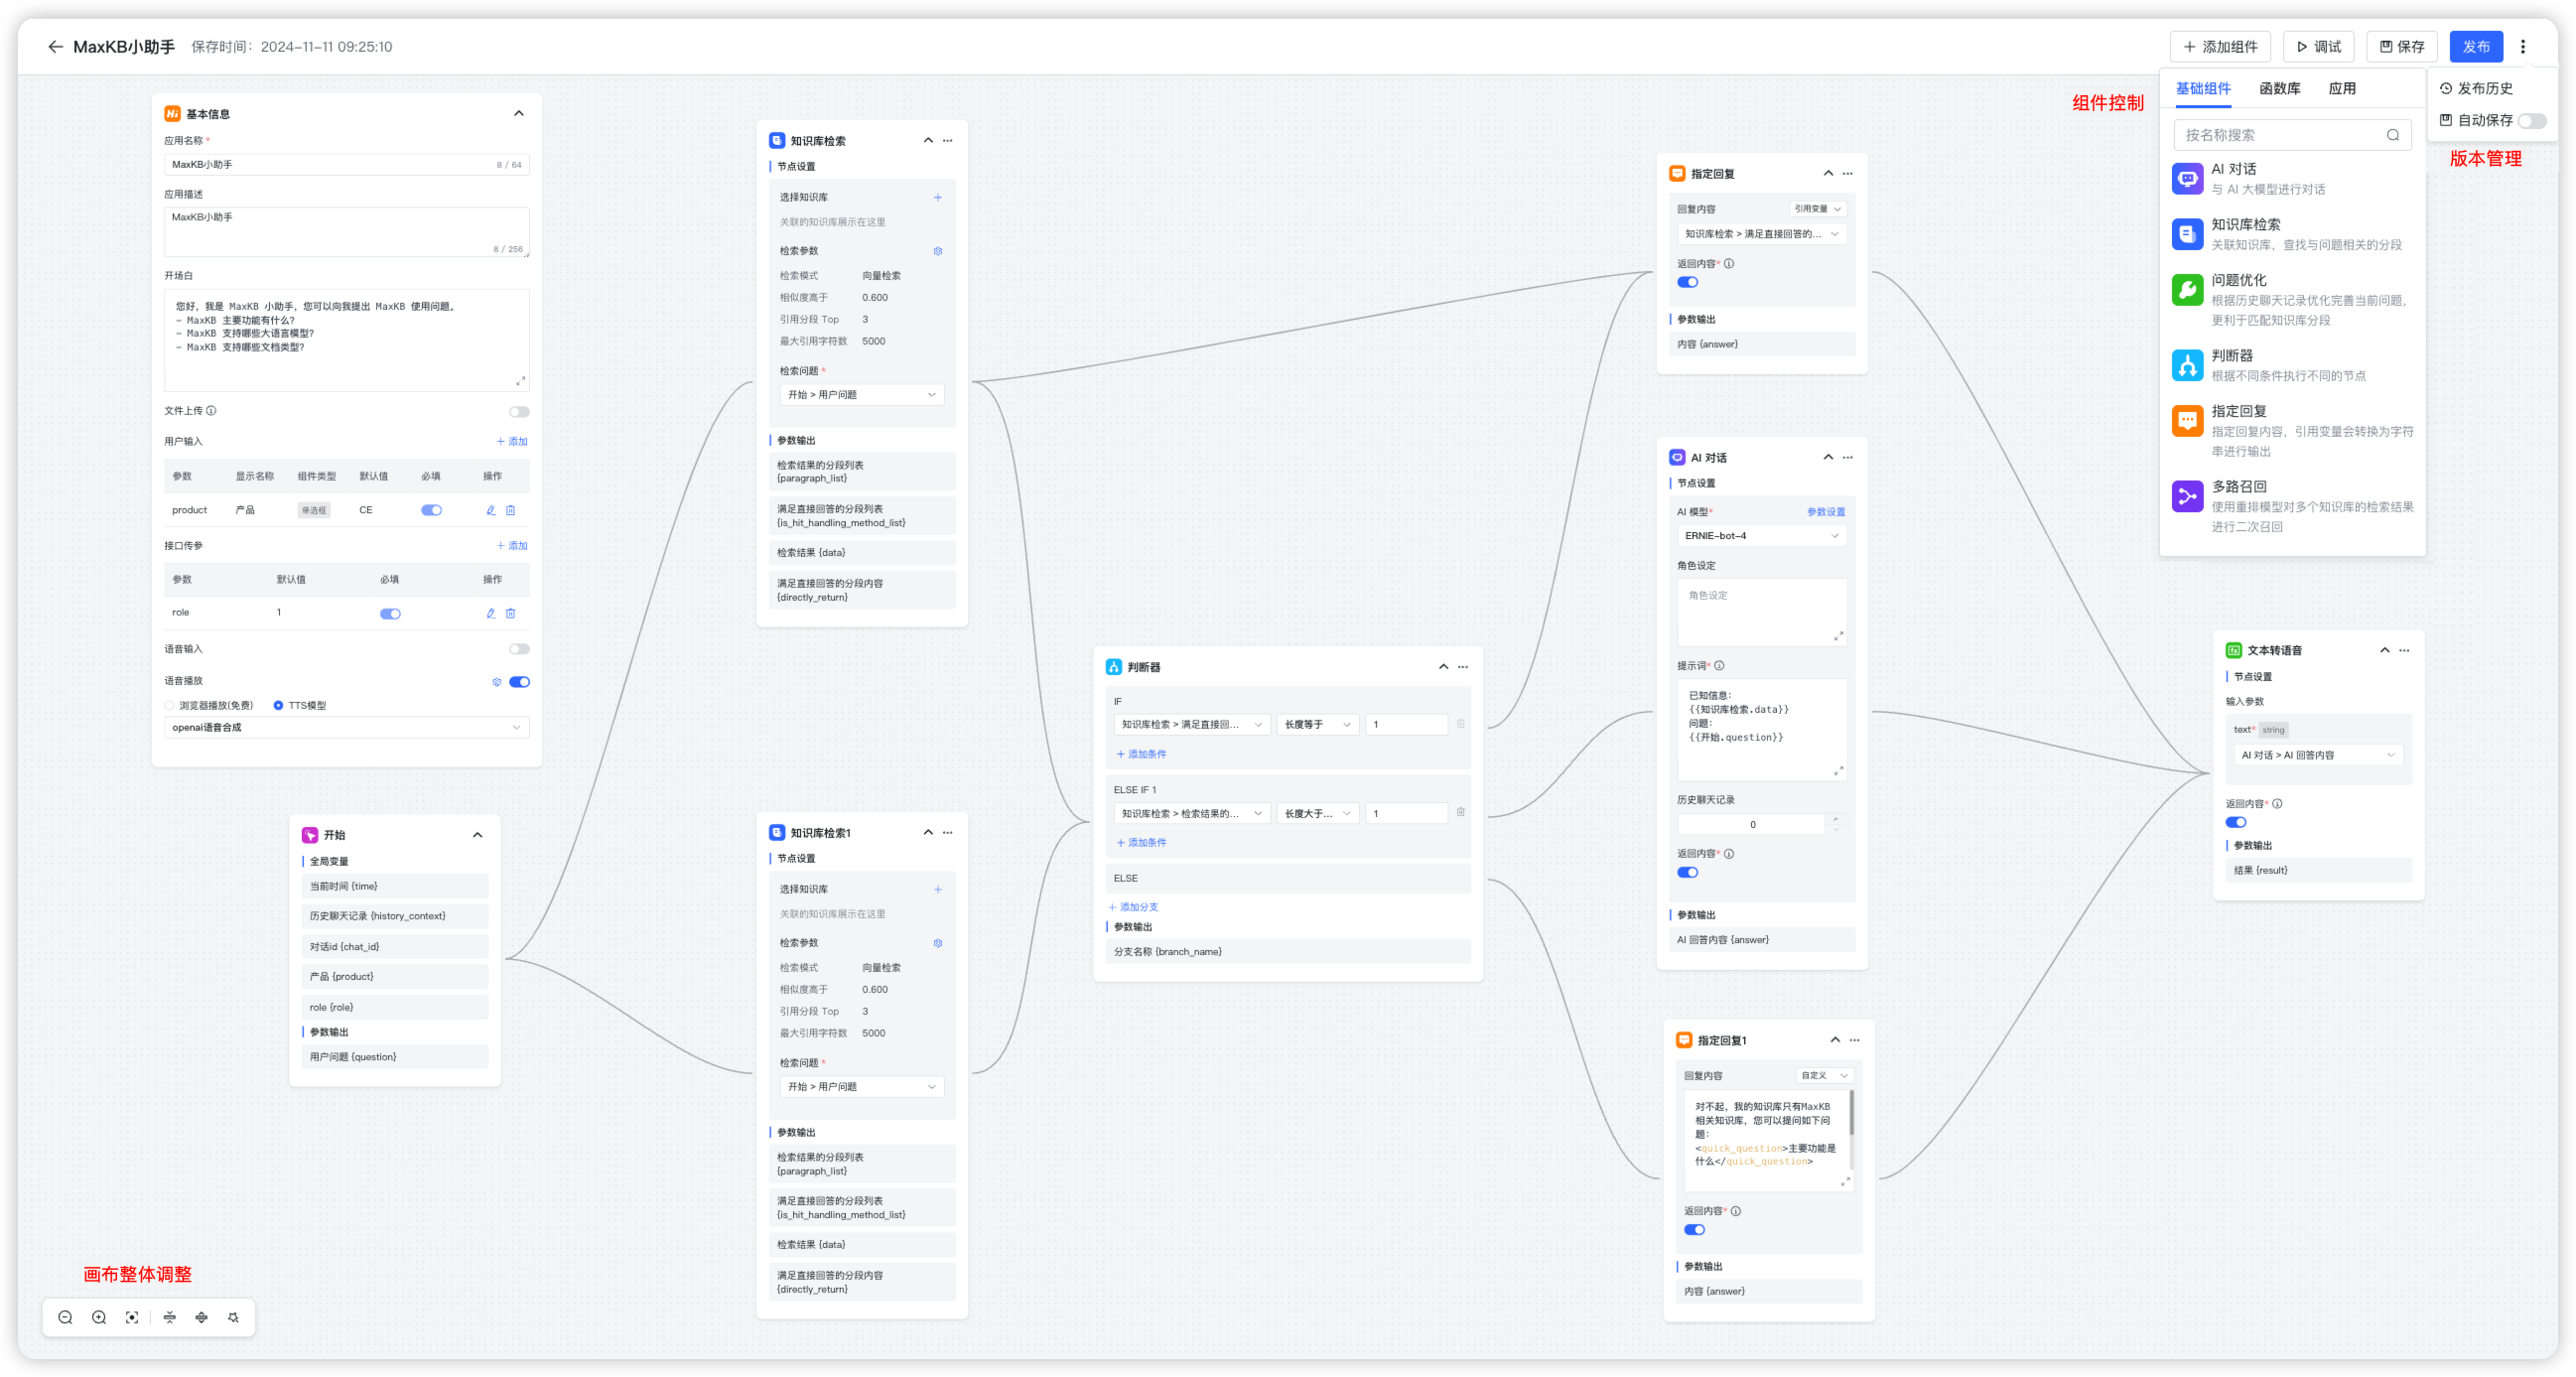 MaxKB小助手 保存时间：2024-11-11 09:25:10
添加组件 调试 保存 发布
基本信息
应用名称 *
MaxKB小助手 8 / 64
应用描述
MaxKB小助手
8 / 256
开场白
您好，我是 MaxKB 小助手，您可以向我提出 MaxKB 使用问题。
- MaxKB 主要功能有什么？
- MaxKB 支持哪些大语言模型？
- MaxKB 支持哪些文档类型？
文件上传
用户输入 + 添加
参数 显示名称 组件类型 默认值 必填 操作
product 产品 单选框 CE
接口传参 + 添加
参数 默认值 必填 操作
role 1
语音输入
语音播放
浏览器播放(免费) TTS模型
openai语音合成
开始
全局变量
当前时间 {time}
历史聊天记录 {history_context}
对话id {chat_id}
产品 {product}
role {role}
参数输出
用户问题 {question}
画布整体调整
知识库检索
节点设置
选择知识库 +
关联的知识库展示在这里
检索参数
检索模式 向量检索
相似度高于 0.600
引用分段 Top 3
最大引用字符数 5000
检索问题 *
开始 > 用户问题
参数输出
检索结果的分段列表
{paragraph_list}
满足直接回答的分段列表
{is_hit_handling_method_list}
检索结果 {data}
满足直接回答的分段内容
{directly_return}
知识库检索1
节点设置
选择知识库 +
关联的知识库展示在这里
检索参数
检索模式 向量检索
相似度高于 0.600
引用分段 Top 3
最大引用字符数 5000
检索问题 *
开始 > 用户问题
参数输出
检索结果的分段列表
{paragraph_list}
满足直接回答的分段列表
{is_hit_handling_method_list}
检索结果 {data}
满足直接回答的分段内容
{directly_return}
判断器
IF
知识库检索 > 满足直接回... 长度等于 1
+ 添加条件
ELSE IF 1
知识库检索 > 检索结果的... 长度大于... 1
+ 添加条件
ELSE
+ 添加分支
参数输出
分支名称 {branch_name}
指定回复
回复内容 引用变量
知识库检索 > 满足直接回答的...
返回内容*
参数输出
内容 {answer}
AI 对话
节点设置
AI 模型* 参数设置
ERNIE-bot-4
角色设定
角色设定
提示词*
已知信息：
{{知识库检索.data}}
问题：
{{开始.question}}
历史聊天记录
0
返回内容*
参数输出
AI 回答内容 {answer}
指定回复1
回复内容 自定义
对不起，我的知识库只有MaxKB
相关知识库，您可以提问如下问
题：
<quick_question>主要功能是
什么</quick_question>
返回内容*
参数输出
内容 {answer}
组件控制
基础组件 函数库 应用
按名称搜索
AI 对话
与 AI 大模型进行对话
知识库检索
关联知识库，查找与问题相关的分段
问题优化
根据历史聊天记录优化完善当前问题，
更利于匹配知识库分段
判断器
根据不同条件执行不同的节点
指定回复
指定回复内容，引用变量会转换为字符
串进行输出
多路召回
使用重排模型对多个知识库的检索结果
进行二次召回
发布历史
自动保存
版本管理
文本转语音
节点设置
输入参数
text* string
AI 对话 > AI 回答内容
返回内容*
参数输出
结果 {result}